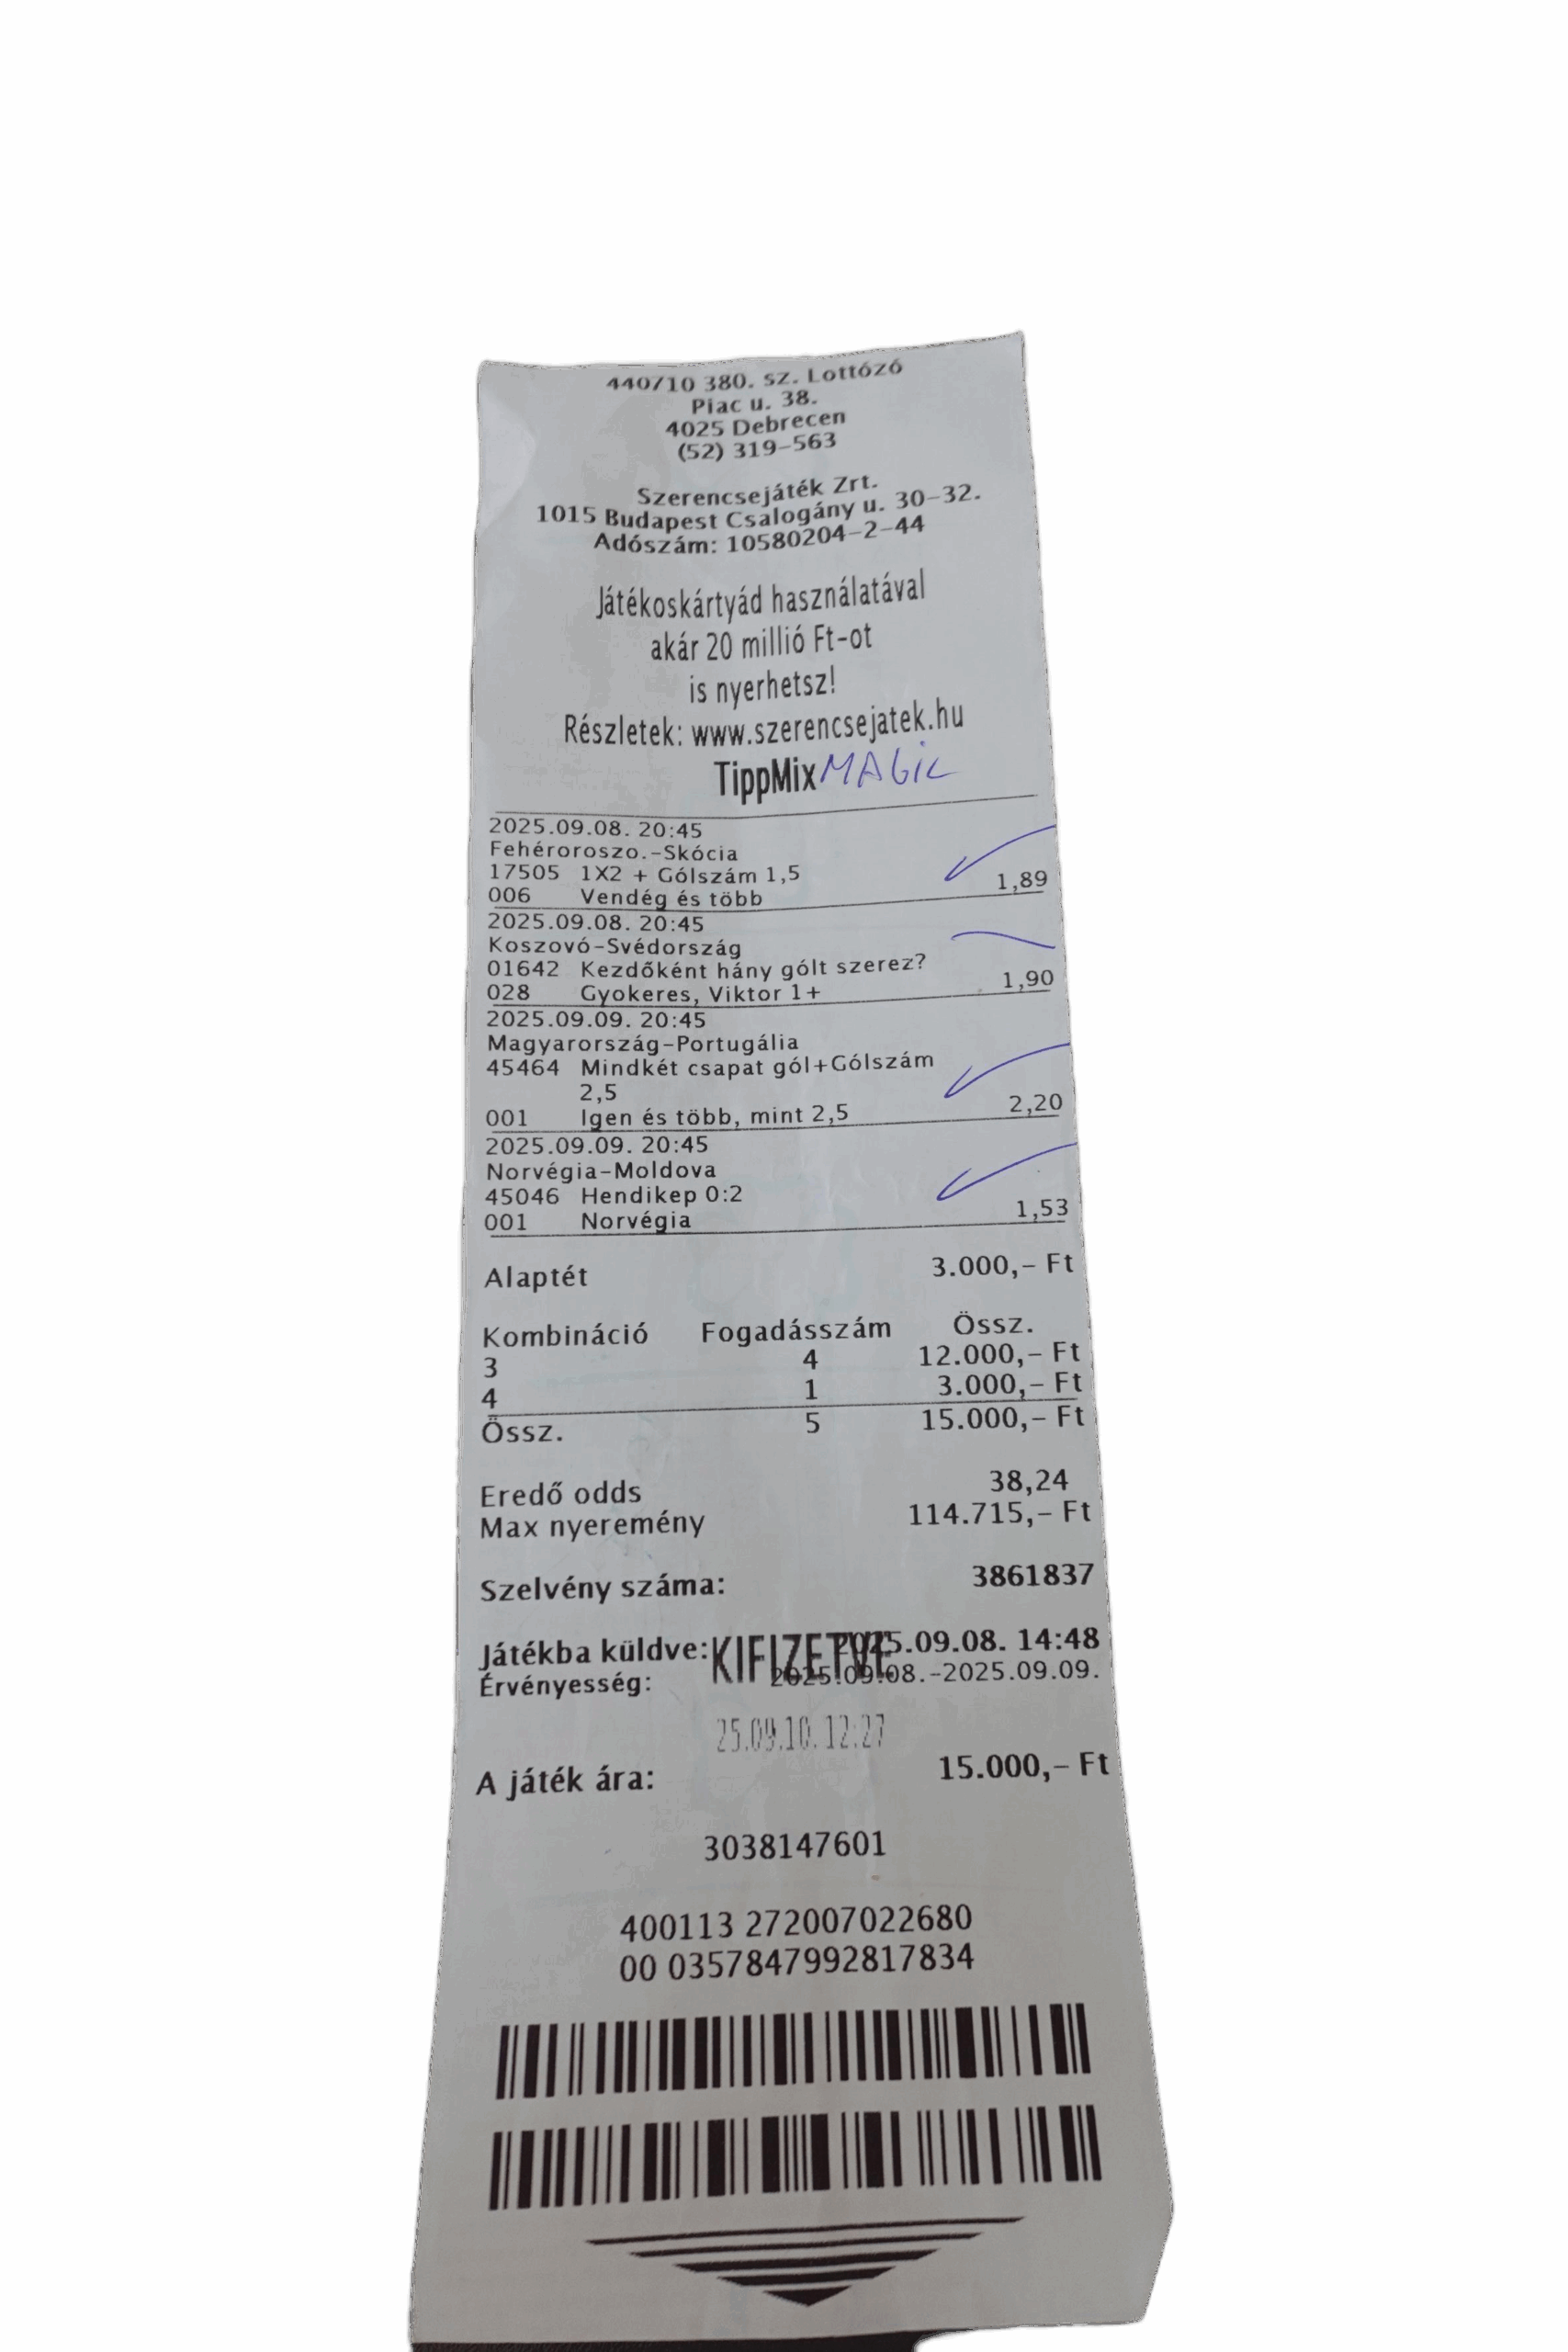 440/10 380. sz. Lottózó
Piac u. 38.
4025 Debrecen
(52) 319-563
Szerencsejáték Zrt.
1015 Budapest Csalogány u. 30-32.
Adószám: 10580204-2-44
Játékoskártyád használatával
akár 20 millió Ft-ot
is nyerhetsz!
Részletek: www.szerencsejatek.hu
TippMix MAGIC
2025.09.08. 20:45
Fehéroroszo.-Skócia
17505 1X2 + Gólszám 1,5
006 Vendég és több 1,89
2025.09.08. 20:45
Koszovó-Svédország
01642 Kezdőként hány gólt szerez?
028 Gyokeres, Viktor 1+ 1,90
2025.09.09. 20:45
Magyarország-Portugália
45464 Mindkét csapat gól+Gólszám
2,5
001 Igen és több, mint 2,5 2,20
2025.09.09. 20:45
Norvégia-Moldova
45046 Hendikep 0:2
001 Norvégia 1,53
Alaptét 3.000,- Ft
Kombináció Fogadásszám Össz.
3 4 12.000,- Ft
4 1 3.000,- Ft
Össz. 5 15.000,- Ft
Eredő odds 38,24
Max nyeremény 114.715,- Ft
Szelvény száma: 3861837
Játékba küldve: 2025.09.08. 14:48
KIFIZETVE
Érvényesség: 2025.09.08.-2025.09.09.
25.09.10. 12:27
A játék ára: 15.000,- Ft
3038147601
400113 272007022680
00 0357847992817834